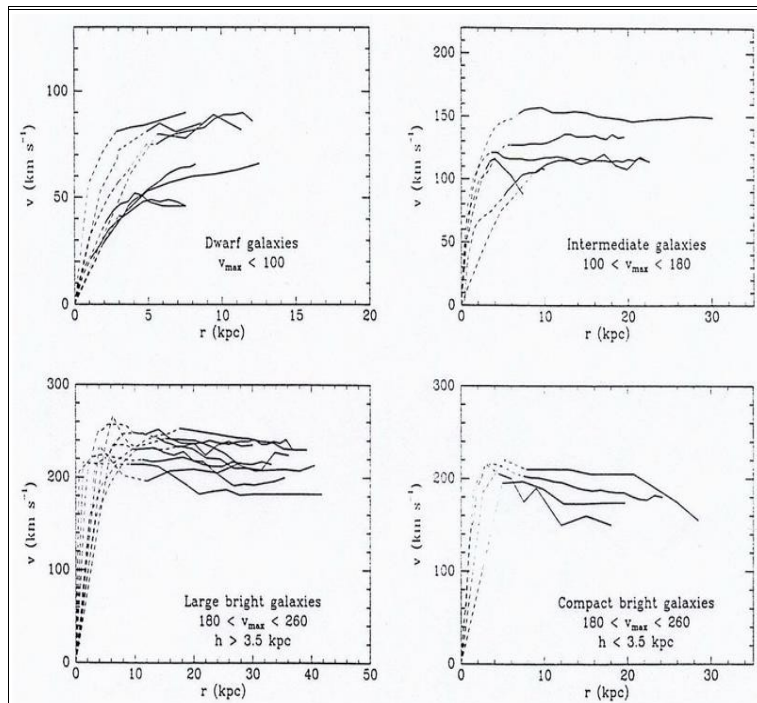 100
50
0
v (km s⁻¹)
0 5 10 15 20
r (kpc)
Dwarf galaxies
v_max < 100
200
150
100
50
0
v (km s⁻¹)
0 10 20 30
r (kpc)
Intermediate galaxies
100 < v_max < 180
300
200
100
0
v (km s⁻¹)
0 10 20 30 40 50
r (kpc)
Large bright galaxies
180 < v_max < 260
h > 3.5 kpc
300
200
100
0
v (km s⁻¹)
0 10 20 30
r (kpc)
Compact bright galaxies
180 < v_max < 260
h < 3.5 kpc